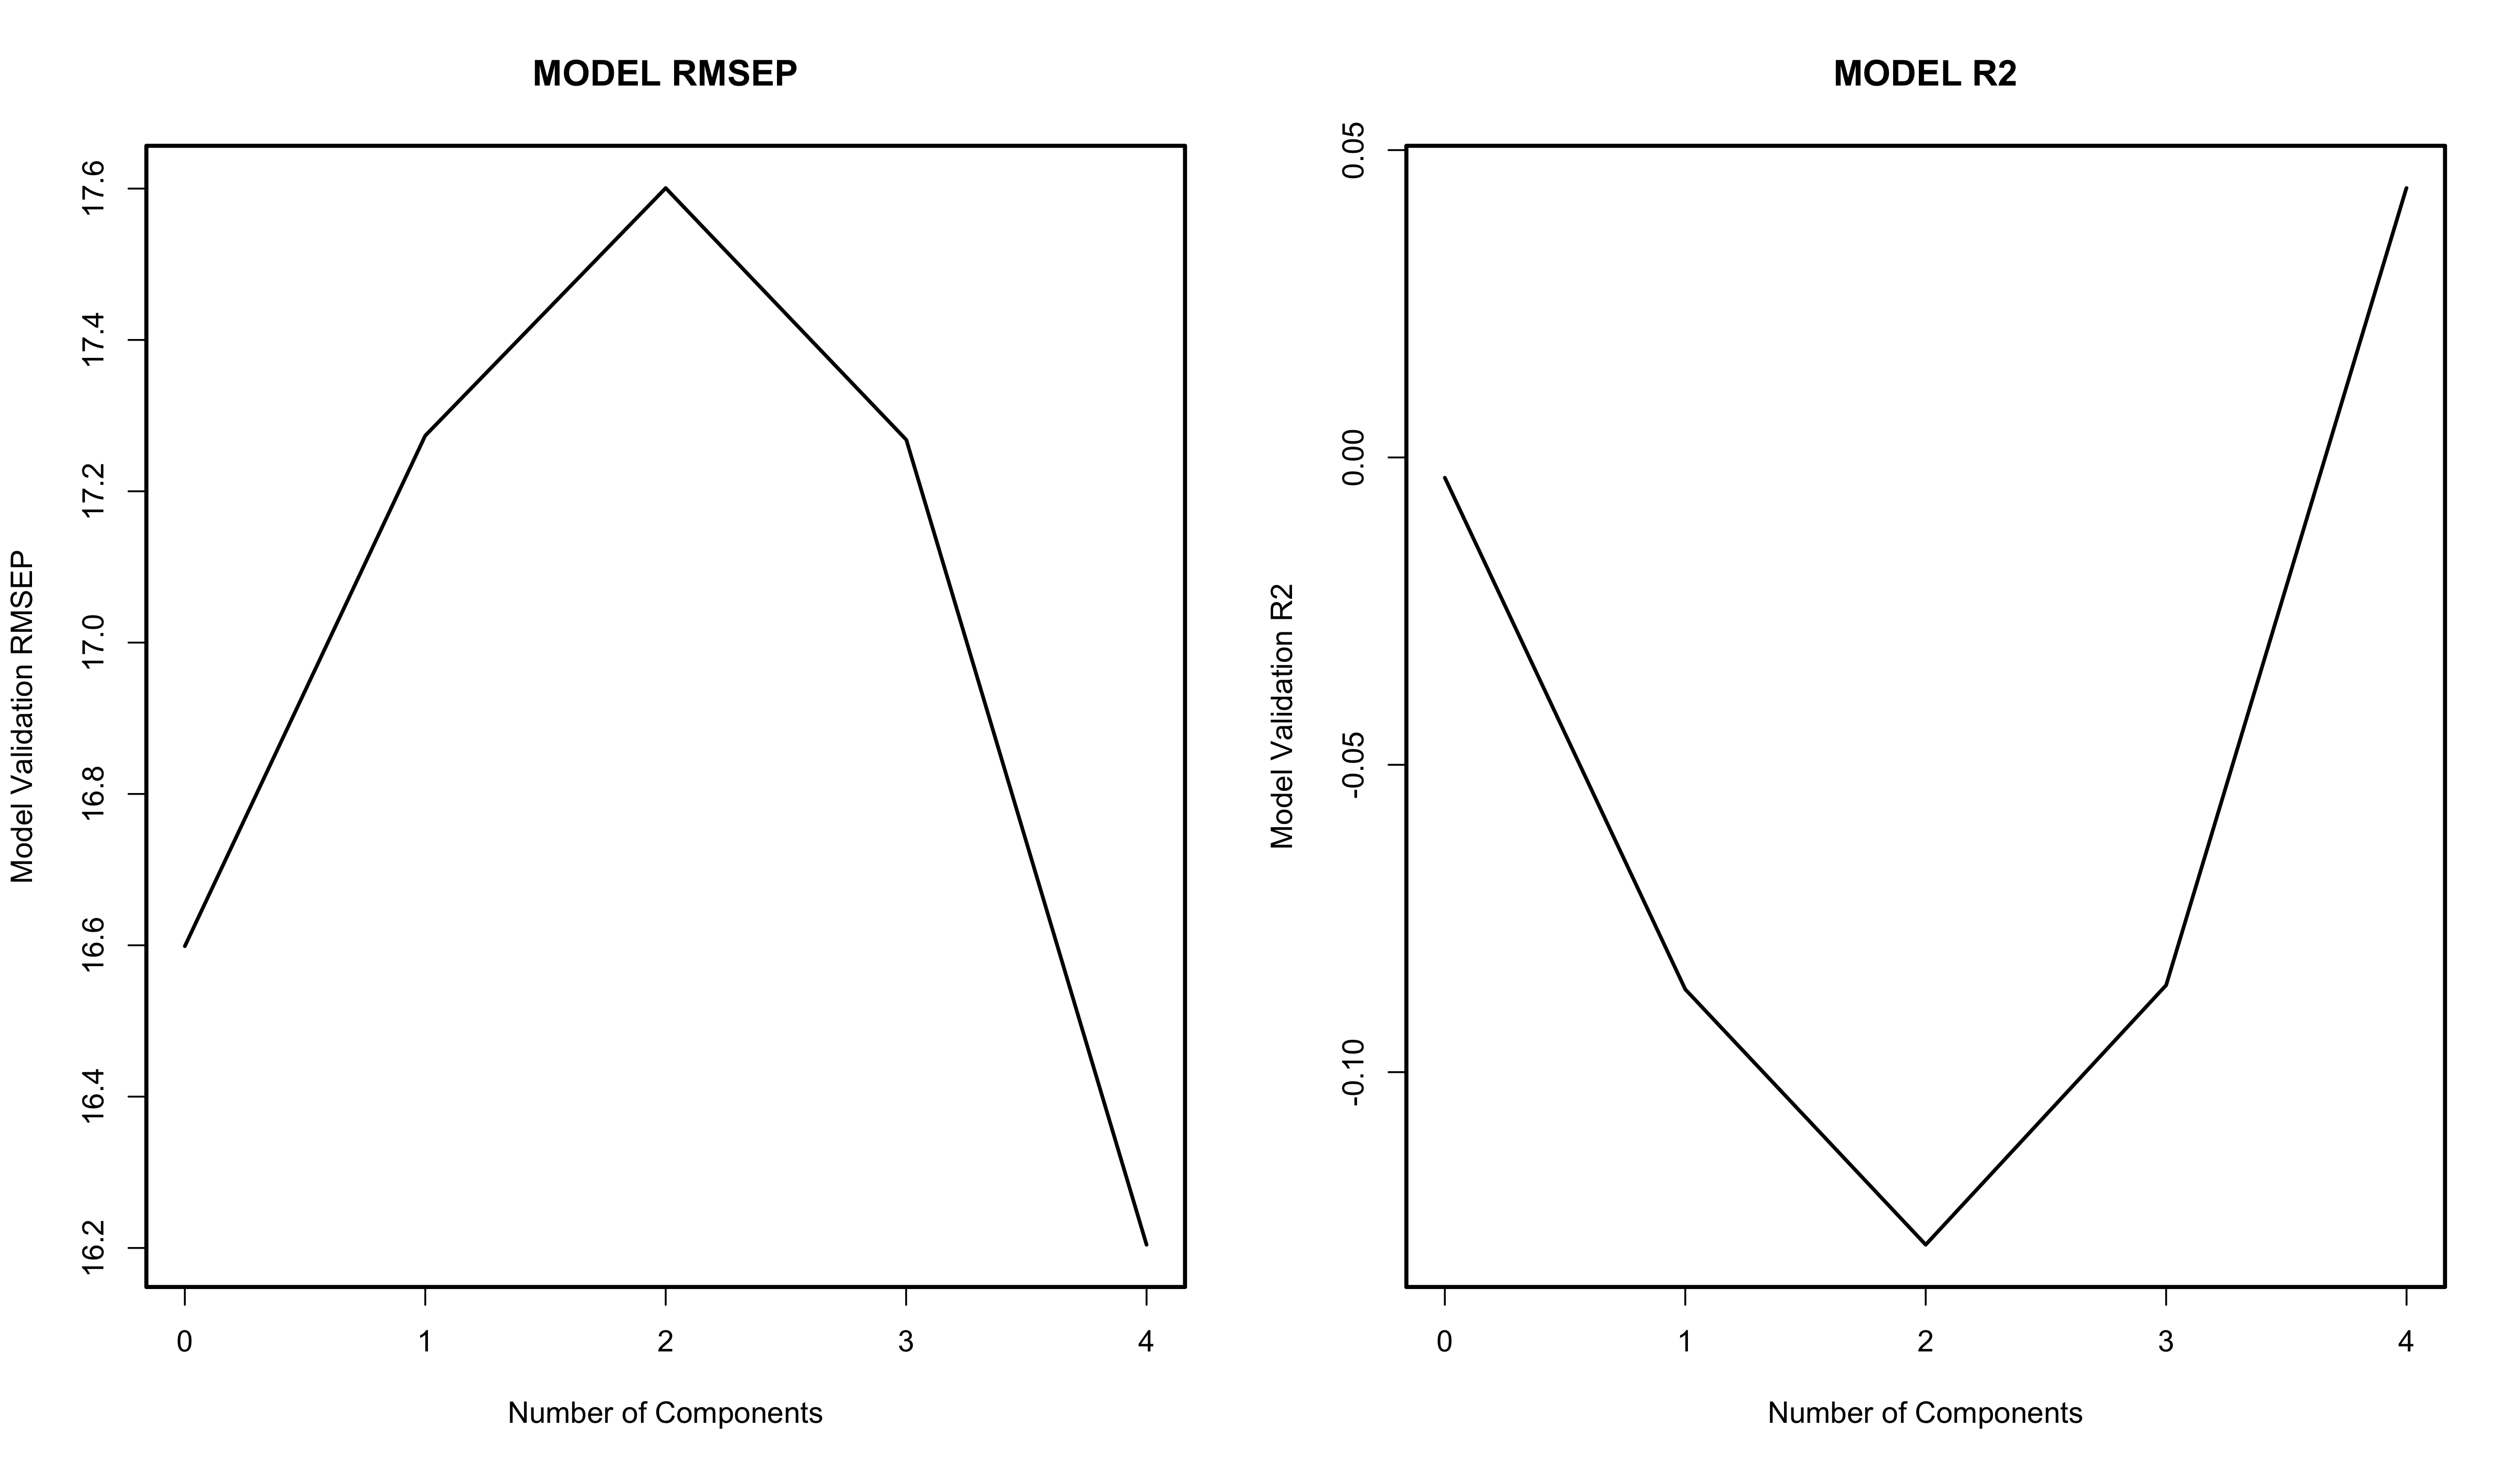 MODEL RMSEP
Model Validation RMSEP
17.6
17.4
17.2
17.0
16.8
16.6
16.4
16.2
0 1 2 3 4
Number of Components
MODEL R2
Model Validation R2
0.05
0.00
-0.05
-0.10
0 1 2 3 4
Number of Components